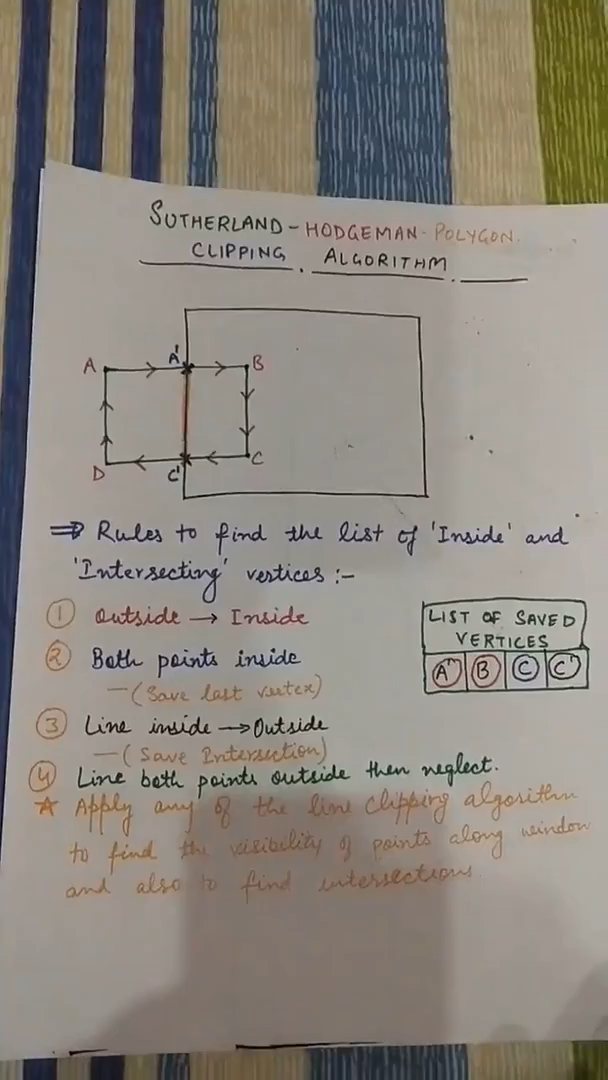 SUTHERLAND-HODGEMAN-POLYGON
CLIPPING ALGORITHM
A A' B
D C' C
⇒ Rules to find the list of 'Inside' and
'Intersecting' vertices :-
① Outside → Inside
② Both points inside
—(Save last vertex)
③ Line inside → Outside
—(Save Intersection)
④ Line both points outside then neglect.
LIST OF SAVED
VERTICES
A' B C C'
☆ Apply any of the line clipping algorithm
to find the visibility of points along window
and also to find intersections.